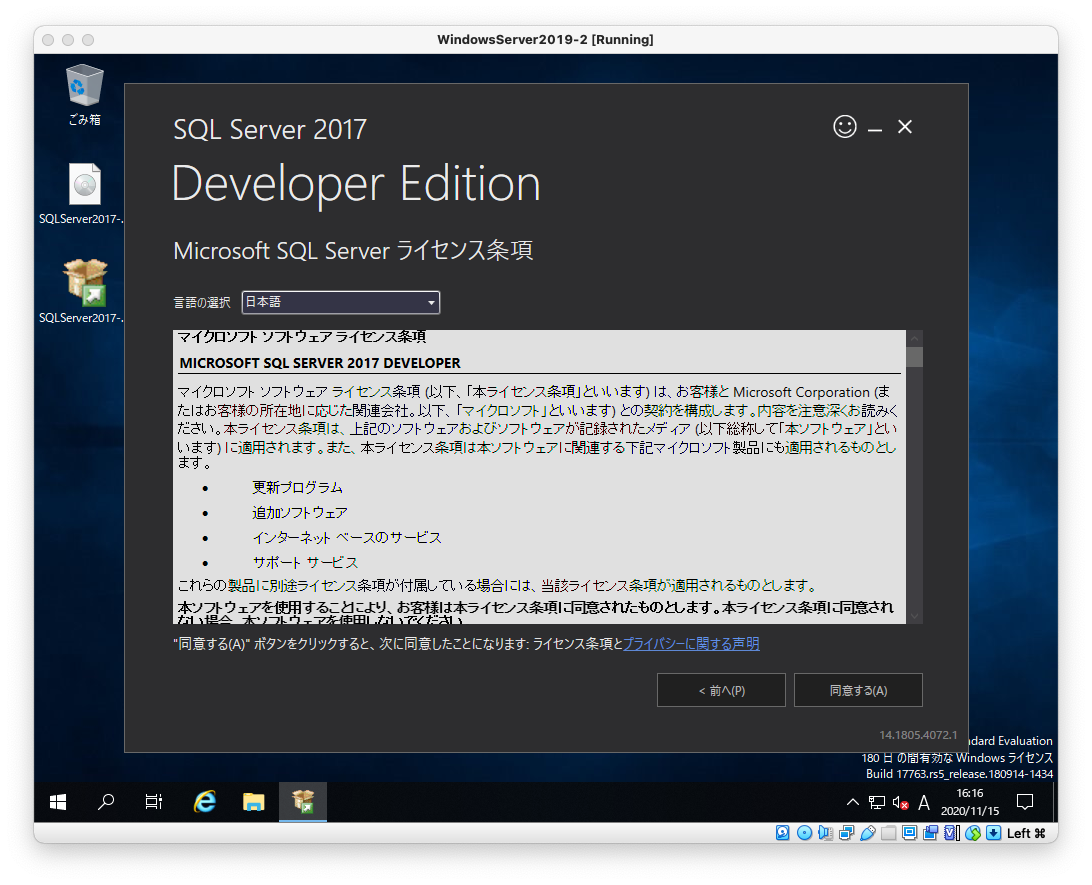 WindowsServer2019-2 [Running]
ごみ箱
SQLServer2017-.
SQLServer2017-.
SQL Server 2017
Developer Edition
Microsoft SQL Server ライセンス条項
言語の選択 日本語
マイクロソフト ソフトウェア ライセンス条項
MICROSOFT SQL SERVER 2017 DEVELOPER
マイクロソフト ソフトウェア ライセンス条項 (以下、「本ライセンス条項」といいます) は、お客様と Microsoft Corporation (ま
たはお客様の所在地に応じた関連会社。以下、「マイクロソフト」といいます) との契約を構成します。内容を注意深くお読みく
ださい。本ライセンス条項は、上記のソフトウェアおよびソフトウェアが記録されたメディア (以下総称して「本ソフトウェア」とい
います) に適用されます。また、本ライセンス条項は本ソフトウェアに関連する下記マイクロソフト製品にも適用されるものとし
ます。
• 更新プログラム
• 追加ソフトウェア
• インターネット ベースのサービス
• サポート サービス
これらの製品に別途ライセンス条項が付属している場合には、当該ライセンス条項が適用されるものとします。
本ソフトウェアを使用することにより、お客様は本ライセンス条項に同意されたものとします。本ライセンス条項に同意され
ない場合、本ソフトウェアを使用しないでください
"同意する(A)" ボタンをクリックすると、次に同意したことになります: ライセンス条項とプライバシーに関する声明
< 前へ(P)
同意する(A)
14.1805.4072.1
ndard Evaluation
180 日 の間有効な Windows ライセンス
Build 17763.rs5_release.180914-1434
A
16:16
2020/11/15
Left ⌘